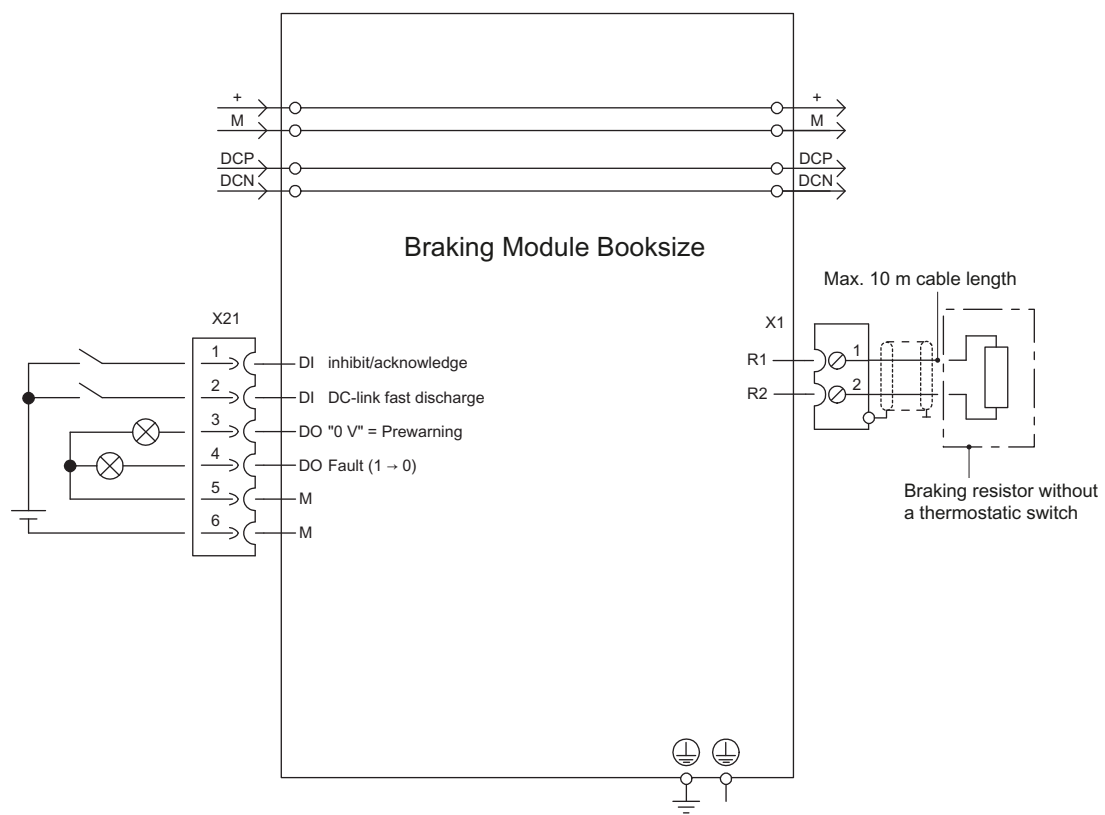 + +
M M
DCP DCP
DCN DCN
Braking Module Booksize
Max. 10 m cable length
X21
X1
1 DI inhibit/acknowledge
R1 1
2 DI DC-link fast discharge
R2 2
3 DO "0 V" = Prewarning
4 DO Fault (1 → 0)
5 M
6 M
Braking resistor without
a thermostatic switch